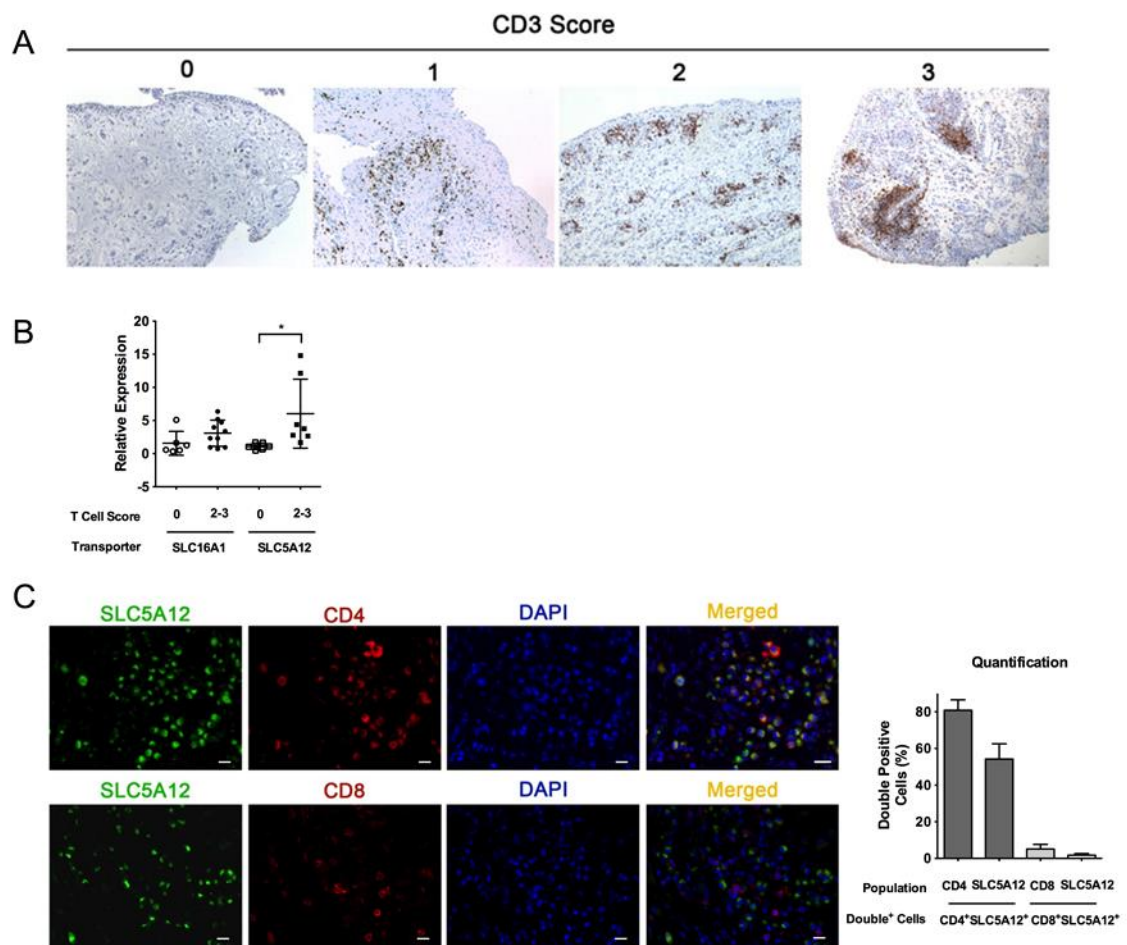 A
CD3 Score
0 1 2 3
B
20
15
10
5
0
-5
Relative Expression
*
T Cell Score 0 2-3 0 2-3
Transporter SLC16A1 SLC5A12
C
SLC5A12 CD4 DAPI Merged
SLC5A12 CD8 DAPI Merged
Quantification
80
60
40
20
0
Double Positive
Cells (%)
Population CD4 SLC5A12 CD8 SLC5A12
Double⁺ Cells CD4⁺SLC5A12⁺ CD8⁺SLC5A12⁺